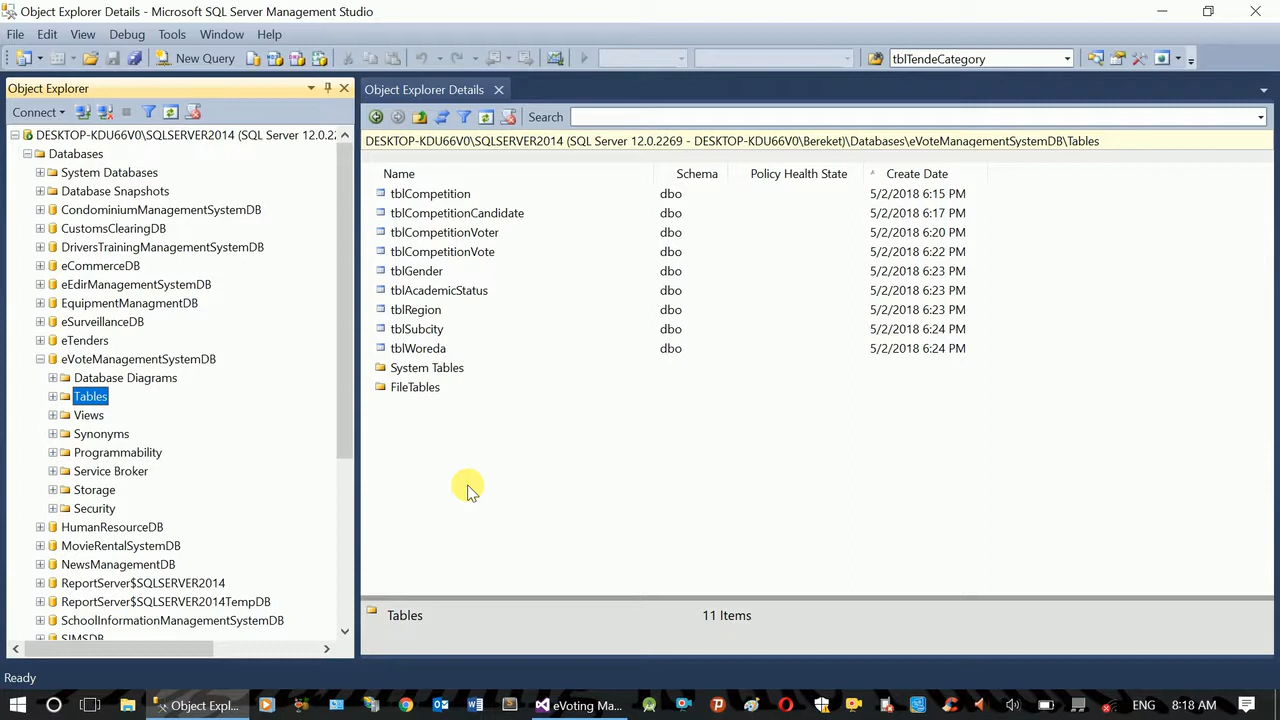 Object Explorer Details - Microsoft SQL Server Management Studio
File Edit View Debug Tools Window Help
New Query tblTendeCategory
Object Explorer
Connect
DESKTOP-KDU66V0\SQLSERVER2014 (SQL Server 12.0.22
Databases
System Databases
Database Snapshots
CondominiumManagementSystemDB
CustomsClearingDB
DriversTrainingManagementSystemDB
eCommerceDB
eEdirManagementSystemDB
EquipmentManagmentDB
eSurveillanceDB
eTenders
eVoteManagementSystemDB
Database Diagrams
Tables
Views
Synonyms
Programmability
Service Broker
Storage
Security
HumanResourceDB
MovieRentalSystemDB
NewsManagementDB
ReportServer$SQLSERVER2014
ReportServer$SQLSERVER2014TempDB
SchoolInformationManagementSystemDB
SIMSDB
Object Explorer Details
Search
DESKTOP-KDU66V0\SQLSERVER2014 (SQL Server 12.0.2269 - DESKTOP-KDU66V0\Bereket)\Databases\eVoteManagementSystemDB\Tables
Name Schema Policy Health State Create Date
tblCompetition dbo 5/2/2018 6:15 PM
tblCompetitionCandidate dbo 5/2/2018 6:17 PM
tblCompetitionVoter dbo 5/2/2018 6:20 PM
tblCompetitionVote dbo 5/2/2018 6:22 PM
tblGender dbo 5/2/2018 6:23 PM
tblAcademicStatus dbo 5/2/2018 6:23 PM
tblRegion dbo 5/2/2018 6:23 PM
tblSubcity dbo 5/2/2018 6:24 PM
tblWoreda dbo 5/2/2018 6:24 PM
System Tables
FileTables
Tables 11 Items
Ready
Object Expl... eVoting Ma... ENG 8:18 AM